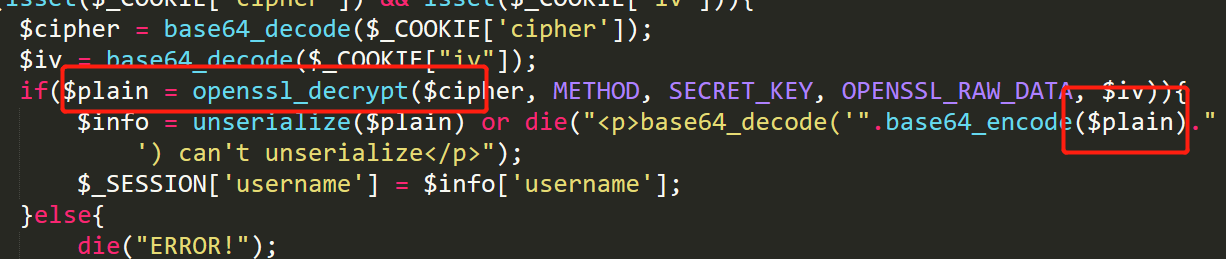 (isset($_COOKIE['cipher']) && isset($_COOKIE['iv'])){
$cipher = base64_decode($_COOKIE['cipher']);
$iv = base64_decode($_COOKIE["iv"]);
if($plain = openssl_decrypt($cipher, METHOD, SECRET_KEY, OPENSSL_RAW_DATA, $iv)){
$info = unserialize($plain) or die("<p>base64_decode('".base64_encode($plain)."
') can't unserialize</p>");
$_SESSION['username'] = $info['username'];
}else{
die("ERROR!");